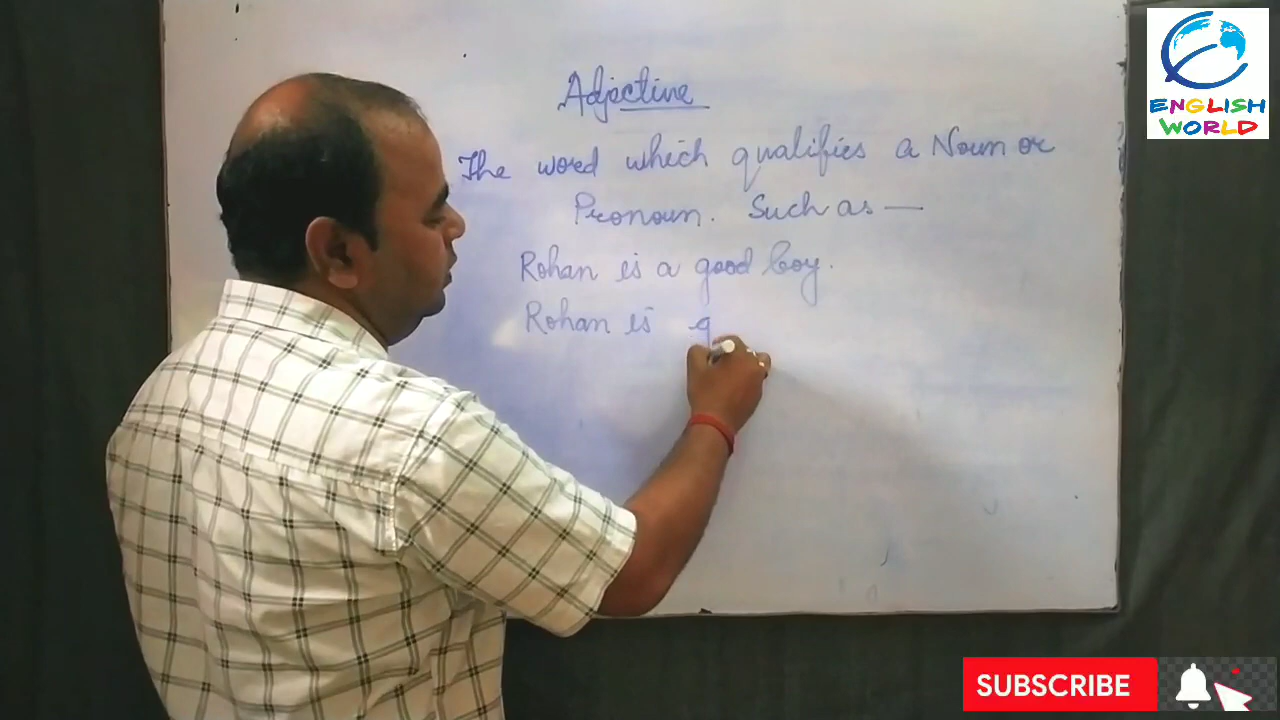 Adjective
The word which qualifies a Noun or
Pronoun. Such as —
Rohan is a good boy.
Rohan is g
ENGLISH
WORLD
SUBSCRIBE